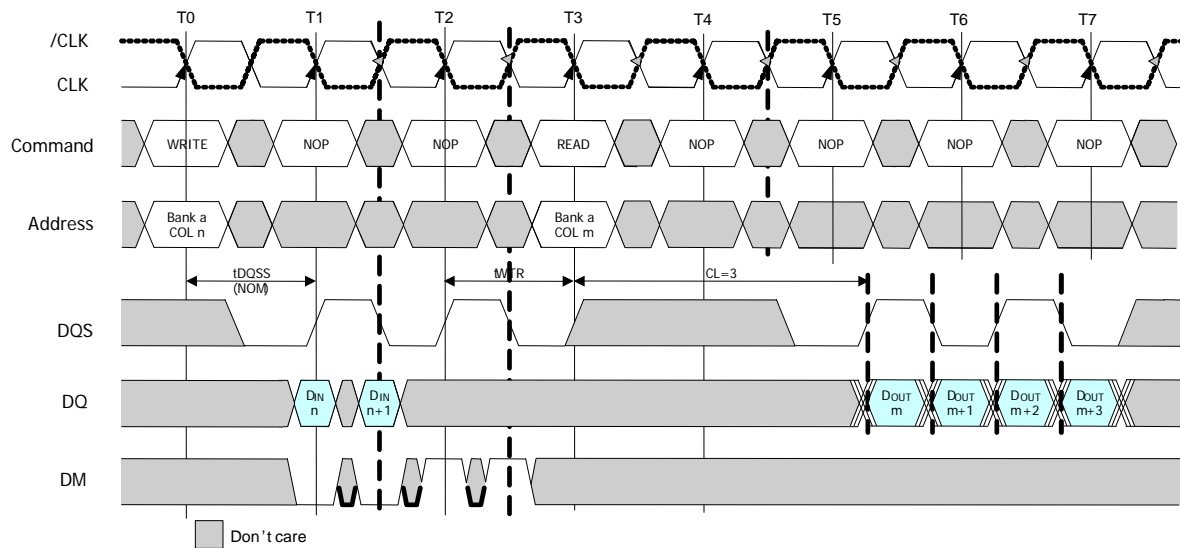 T0 T1 T2 T3 T4 T5 T6 T7
/CLK
CLK
Command WRITE NOP NOP READ NOP NOP NOP NOP
Address Bank a COL n Bank a COL m
tDQSS (NOM) tWTR CL=3
DQS
DQ DIN n DIN n+1 DOUT m DOUT m+1 DOUT m+2 DOUT m+3
DM
Don't care